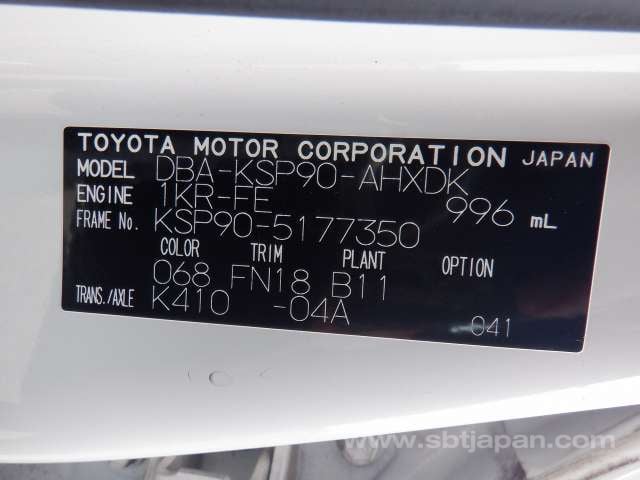 TOYOTA MOTOR CORPORATION JAPAN
MODEL DBA-KSP90-AHXDK
ENGINE 1KR-FE 996 mL
FRAME No. KSP90-5177350
COLOR TRIM PLANT OPTION
068 FN18 B11
TRANS./AXLE K410 -04A 041
www.sbtjapan.com